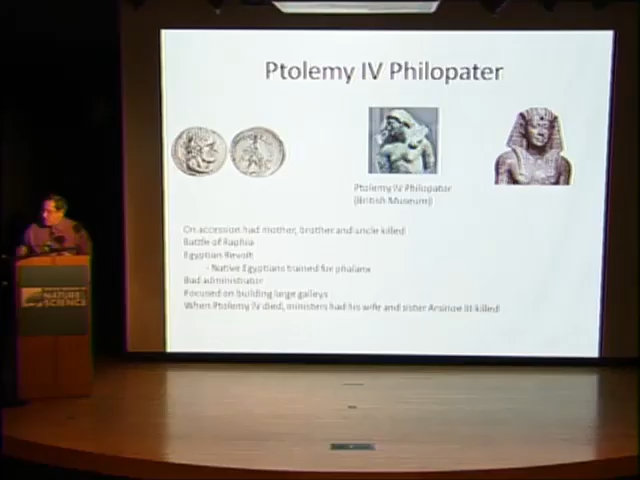 Ptolemy IV Philopater
Ptolemy IV Philopator
(British Museum)
On accession had mother, brother and uncle killed
Battle of Raphia
Egyptian Revolt
- Native Egyptians trained for phalanx
Bad administrator
Focused on building large galleys
When Ptolemy IV died, ministers had his wife and sister Arsinoe III killed
NATURE &
SCIENCE